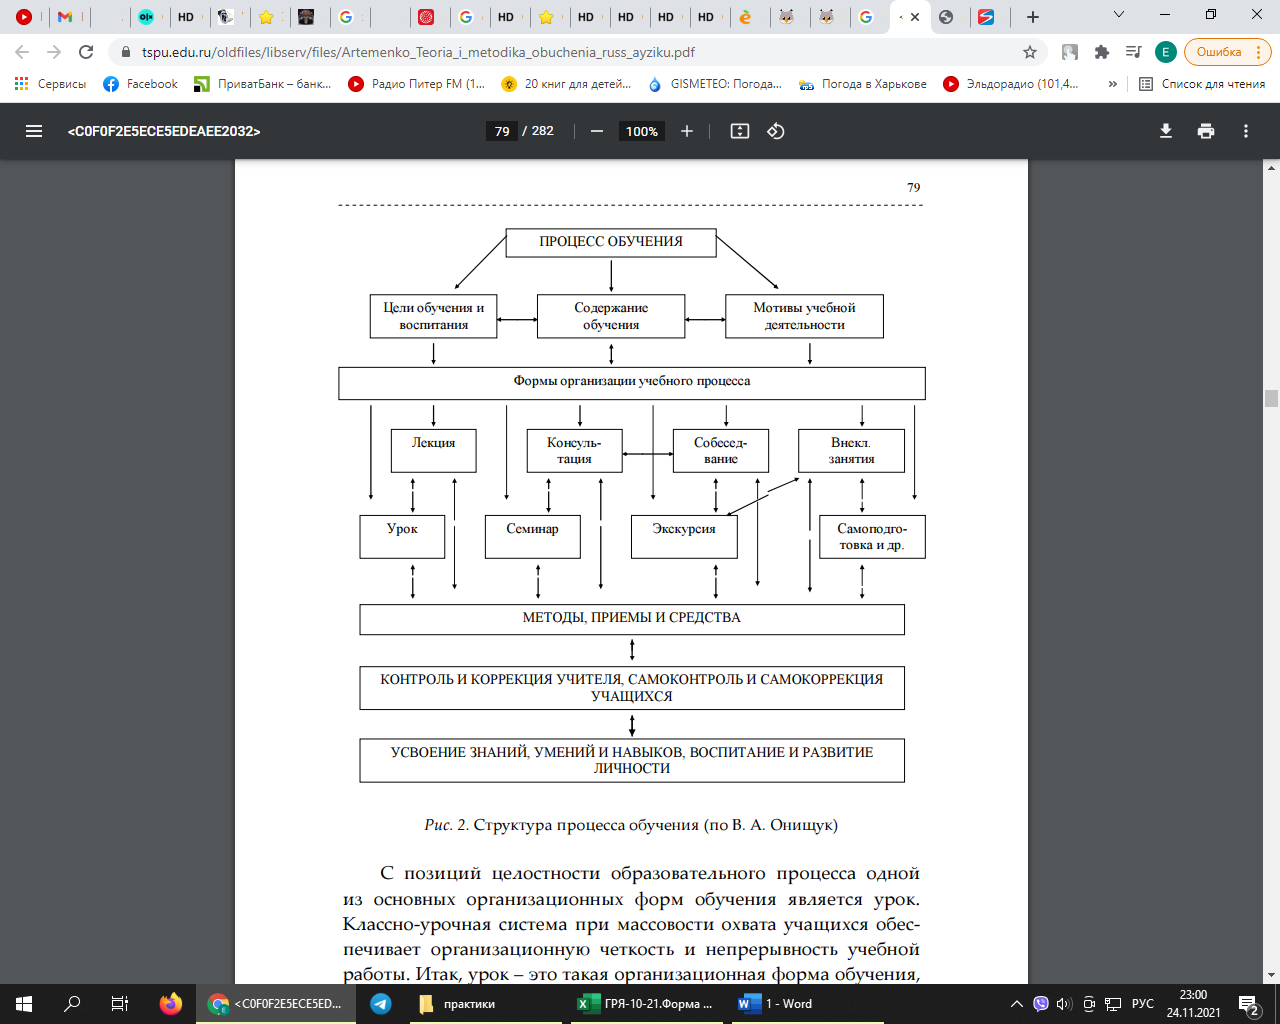 HD
G
G
HD
HD
HD
HD
HD
G
tspu.edu.ru/oldfiles/libserv/files/Artemenko_Teoria_i_metodika_obuchenia_russ_ayziku.pdf
E
Ошибка
Сервисы
Facebook
ПриватБанк – банк...
Радио Питер FM (1...
20 книг для детей...
GISMETEO: Погода...
Погода в Харькове
Эльдорадио (101,4...
»
Список для чтения
<C0F0F2E5ECE5EDEAEE2032>
79 / 282
100%
79
ПРОЦЕСС ОБУЧЕНИЯ
Цели обучения и
воспитания
Содержание
обучения
Мотивы учебной
деятельности
Формы организации учебного процесса
Лекция
Консуль-
тация
Собесед-
вание
Внекл.
занятия
Урок
Семинар
Экскурсия
Самоподго-
товка и др.
МЕТОДЫ, ПРИЕМЫ И СРЕДСТВА
КОНТРОЛЬ И КОРРЕКЦИЯ УЧИТЕЛЯ, САМОКОНТРОЛЬ И САМОКОРРЕКЦИЯ
УЧАЩИХСЯ
УСВОЕНИЕ ЗНАНИЙ, УМЕНИЙ И НАВЫКОВ, ВОСПИТАНИЕ И РАЗВИТИЕ
ЛИЧНОСТИ
Рис. 2. Структура процесса обучения (по В. А. Онищук)
С позиций целостности образовательного процесса одной
из основных организационных форм обучения является урок.
Классно-урочная система при массовости охвата учащихся обес-
печивает организационную четкость и непрерывность учебной
работы. Итак, урок – это такая организационная форма обучения,
<C0F0F2E5ECE5ED...
практики
ГРЯ-10-21.Форма ...
1 - Word
РУС
23:00
24.11.2021
2